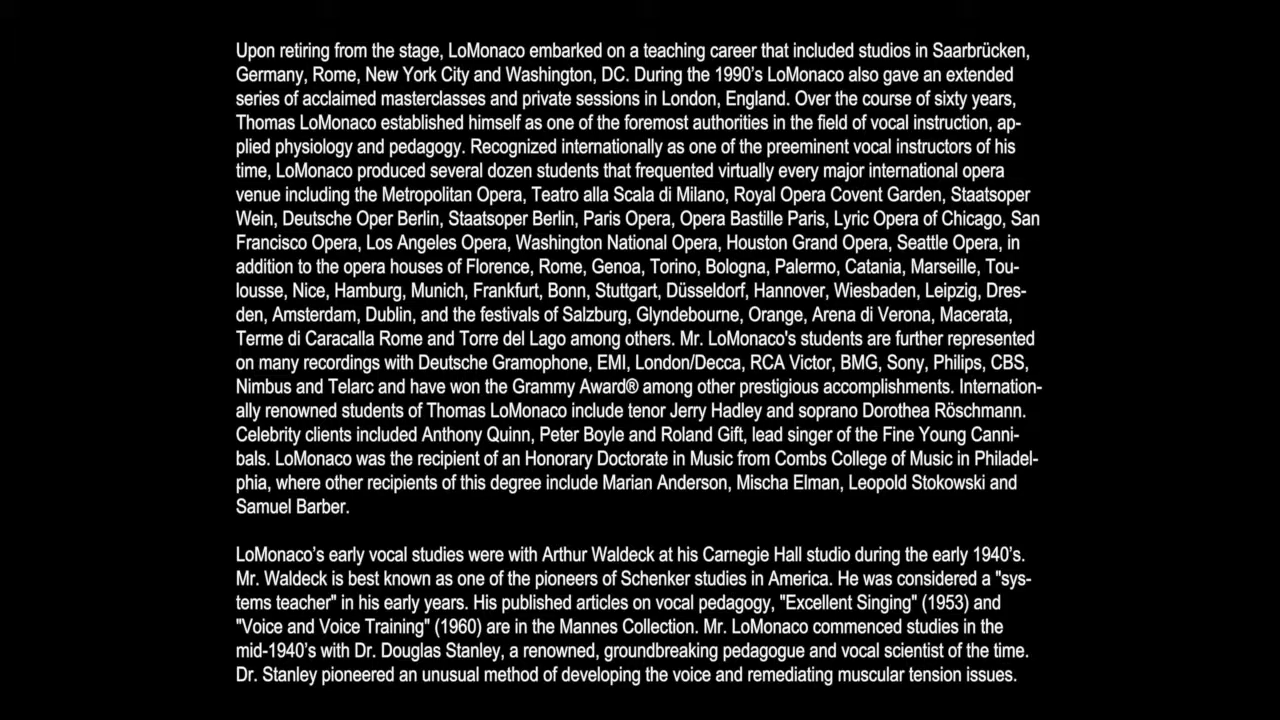 Upon retiring from the stage, LoMonaco embarked on a teaching career that included studios in Saarbrücken,
Germany, Rome, New York City and Washington, DC. During the 1990's LoMonaco also gave an extended
series of acclaimed masterclasses and private sessions in London, England. Over the course of sixty years,
Thomas LoMonaco established himself as one of the foremost authorities in the field of vocal instruction, ap-
plied physiology and pedagogy. Recognized internationally as one of the preeminent vocal instructors of his
time, LoMonaco produced several dozen students that frequented virtually every major international opera
venue including the Metropolitan Opera, Teatro alla Scala di Milano, Royal Opera Covent Garden, Staatsoper
Wein, Deutsche Oper Berlin, Staatsoper Berlin, Paris Opera, Opera Bastille Paris, Lyric Opera of Chicago, San
Francisco Opera, Los Angeles Opera, Washington National Opera, Houston Grand Opera, Seattle Opera, in
addition to the opera houses of Florence, Rome, Genoa, Torino, Bologna, Palermo, Catania, Marseille, Tou-
lousse, Nice, Hamburg, Munich, Frankfurt, Bonn, Stuttgart, Düsseldorf, Hannover, Wiesbaden, Leipzig, Dres-
den, Amsterdam, Dublin, and the festivals of Salzburg, Glyndebourne, Orange, Arena di Verona, Macerata,
Terme di Caracalla Rome and Torre del Lago among others. Mr. LoMonaco's students are further represented
on many recordings with Deutsche Gramophone, EMI, London/Decca, RCA Victor, BMG, Sony, Philips, CBS,
Nimbus and Telarc and have won the Grammy Award® among other prestigious accomplishments. Internation-
ally renowned students of Thomas LoMonaco include tenor Jerry Hadley and soprano Dorothea Röschmann.
Celebrity clients included Anthony Quinn, Peter Boyle and Roland Gift, lead singer of the Fine Young Canni-
bals. LoMonaco was the recipient of an Honorary Doctorate in Music from Combs College of Music in Philadel-
phia, where other recipients of this degree include Marian Anderson, Mischa Elman, Leopold Stokowski and
Samuel Barber.
LoMonaco's early vocal studies were with Arthur Waldeck at his Carnegie Hall studio during the early 1940's.
Mr. Waldeck is best known as one of the pioneers of Schenker studies in America. He was considered a "sys-
tems teacher" in his early years. His published articles on vocal pedagogy, "Excellent Singing" (1953) and
"Voice and Voice Training" (1960) are in the Mannes Collection. Mr. LoMonaco commenced studies in the
mid-1940's with Dr. Douglas Stanley, a renowned, groundbreaking pedagogue and vocal scientist of the time.
Dr. Stanley pioneered an unusual method of developing the voice and remediating muscular tension issues.